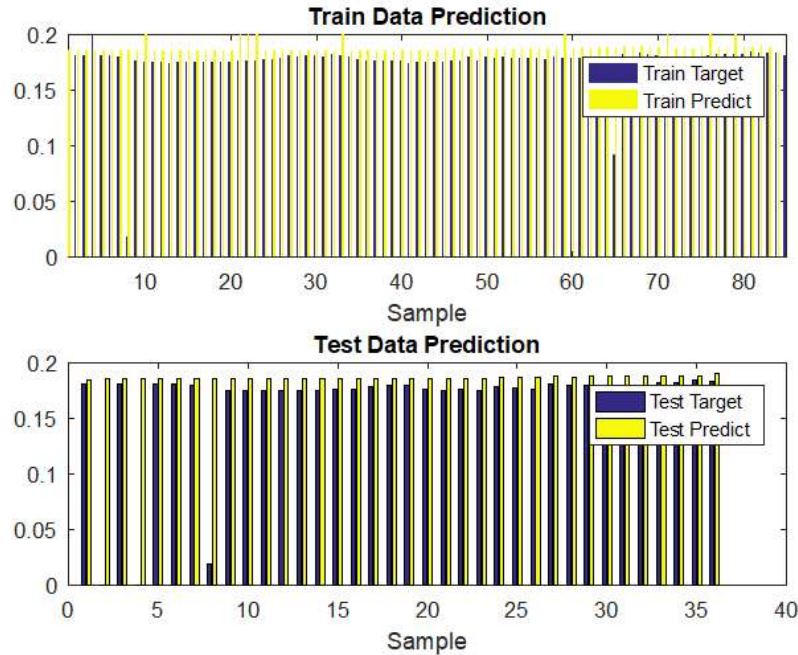 Train Data Prediction
0.2
0.15
0.1
0.05
0
Train Target
Train Predict
10 20 30 40 50 60 70 80
Sample
Test Data Prediction
0.2
0.15
0.1
0.05
0
Test Target
Test Predict
0 5 10 15 20 25 30 35 40
Sample